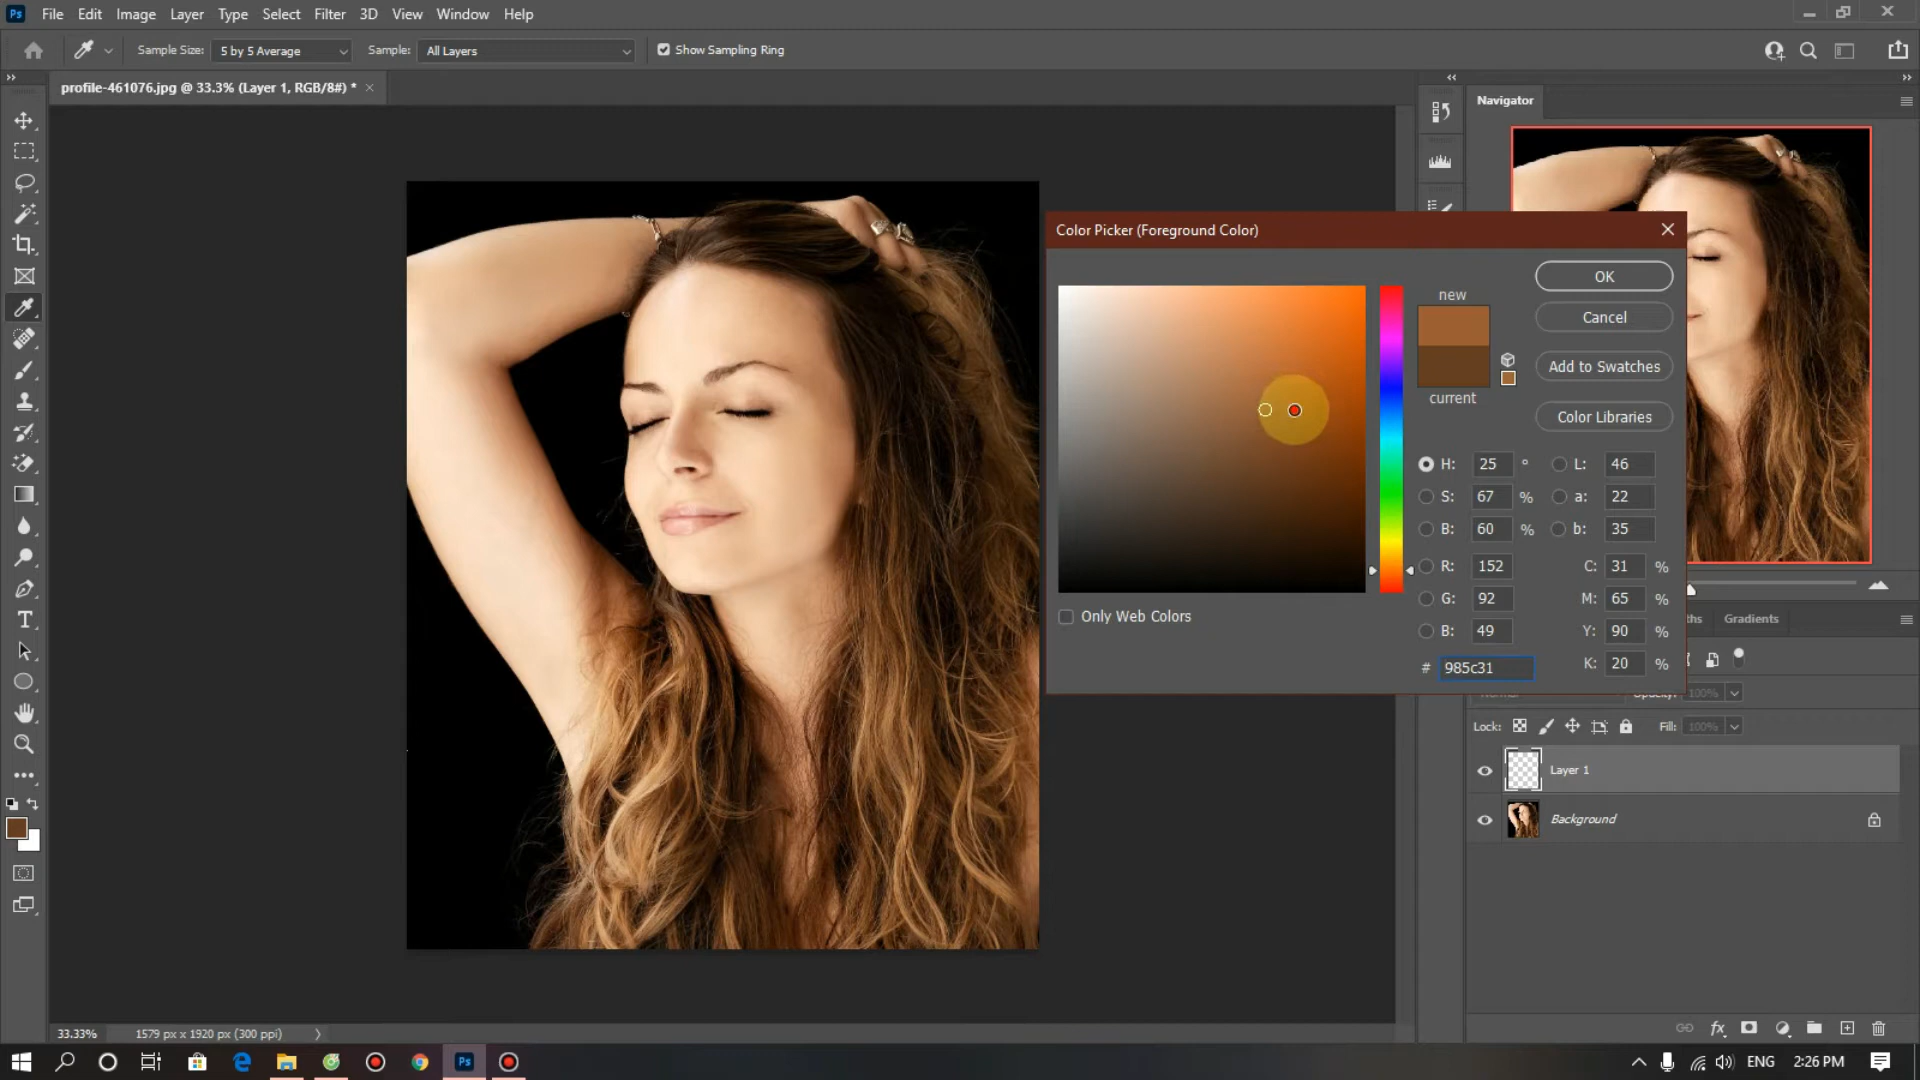 Ps File Edit Image Layer Type Select Filter 3D View Window Help
Sample Size: 5 by 5 Average Sample: All Layers Show Sampling Ring
profile-461076.jpg @ 33.3% (Layer 1, RGB/8#) *
Navigator
Color Picker (Foreground Color)
OK
new
Cancel
Add to Swatches
current
Color Libraries
H: 25 ° L: 46
S: 67 % a: 22
B: 60 % b: 35
R: 152 C: 31 %
G: 92 M: 65 %
B: 49 Y: 90 %
# 985c31 K: 20 %
Only Web Colors
Gradients
100%
Lock: Fill: 100%
Layer 1
Background
fx
33.33% 1579 px x 1920 px (300 ppi)
Ps ENG 2:26 PM